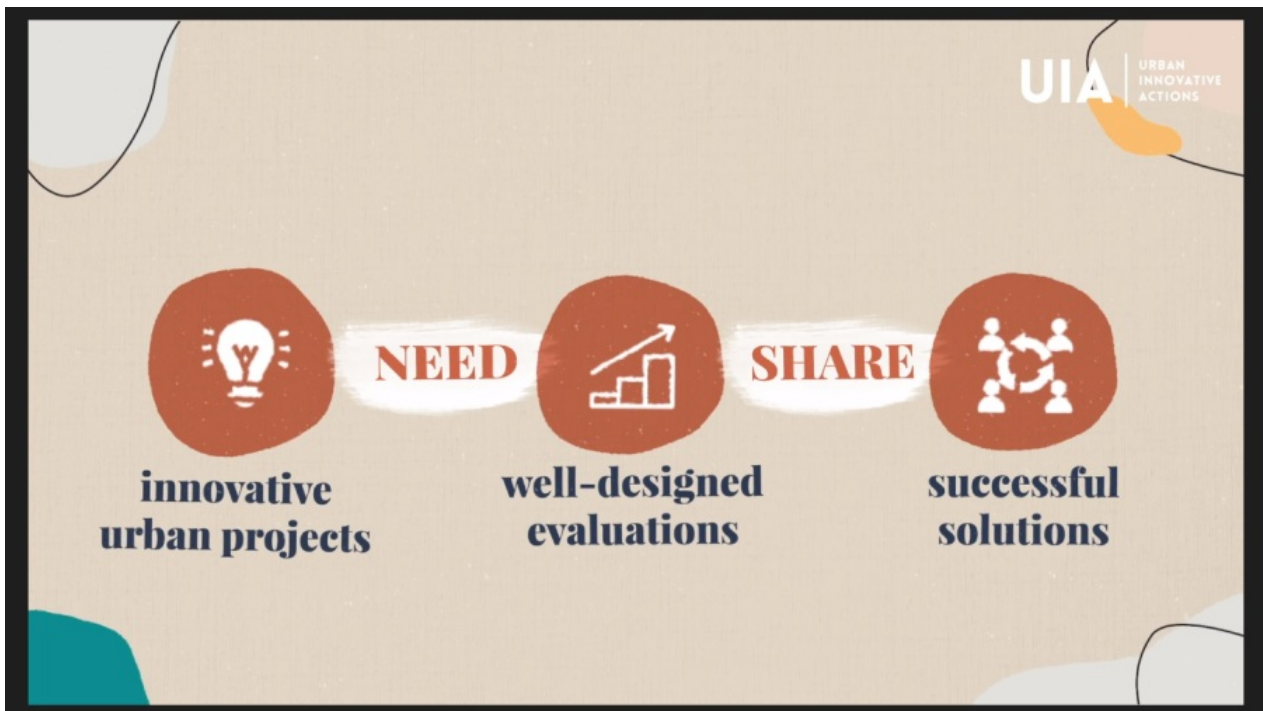 UIA
URBAN
INNOVATIVE
ACTIONS
NEED
SHARE
innovative
urban projects
well-designed
evaluations
successful
solutions